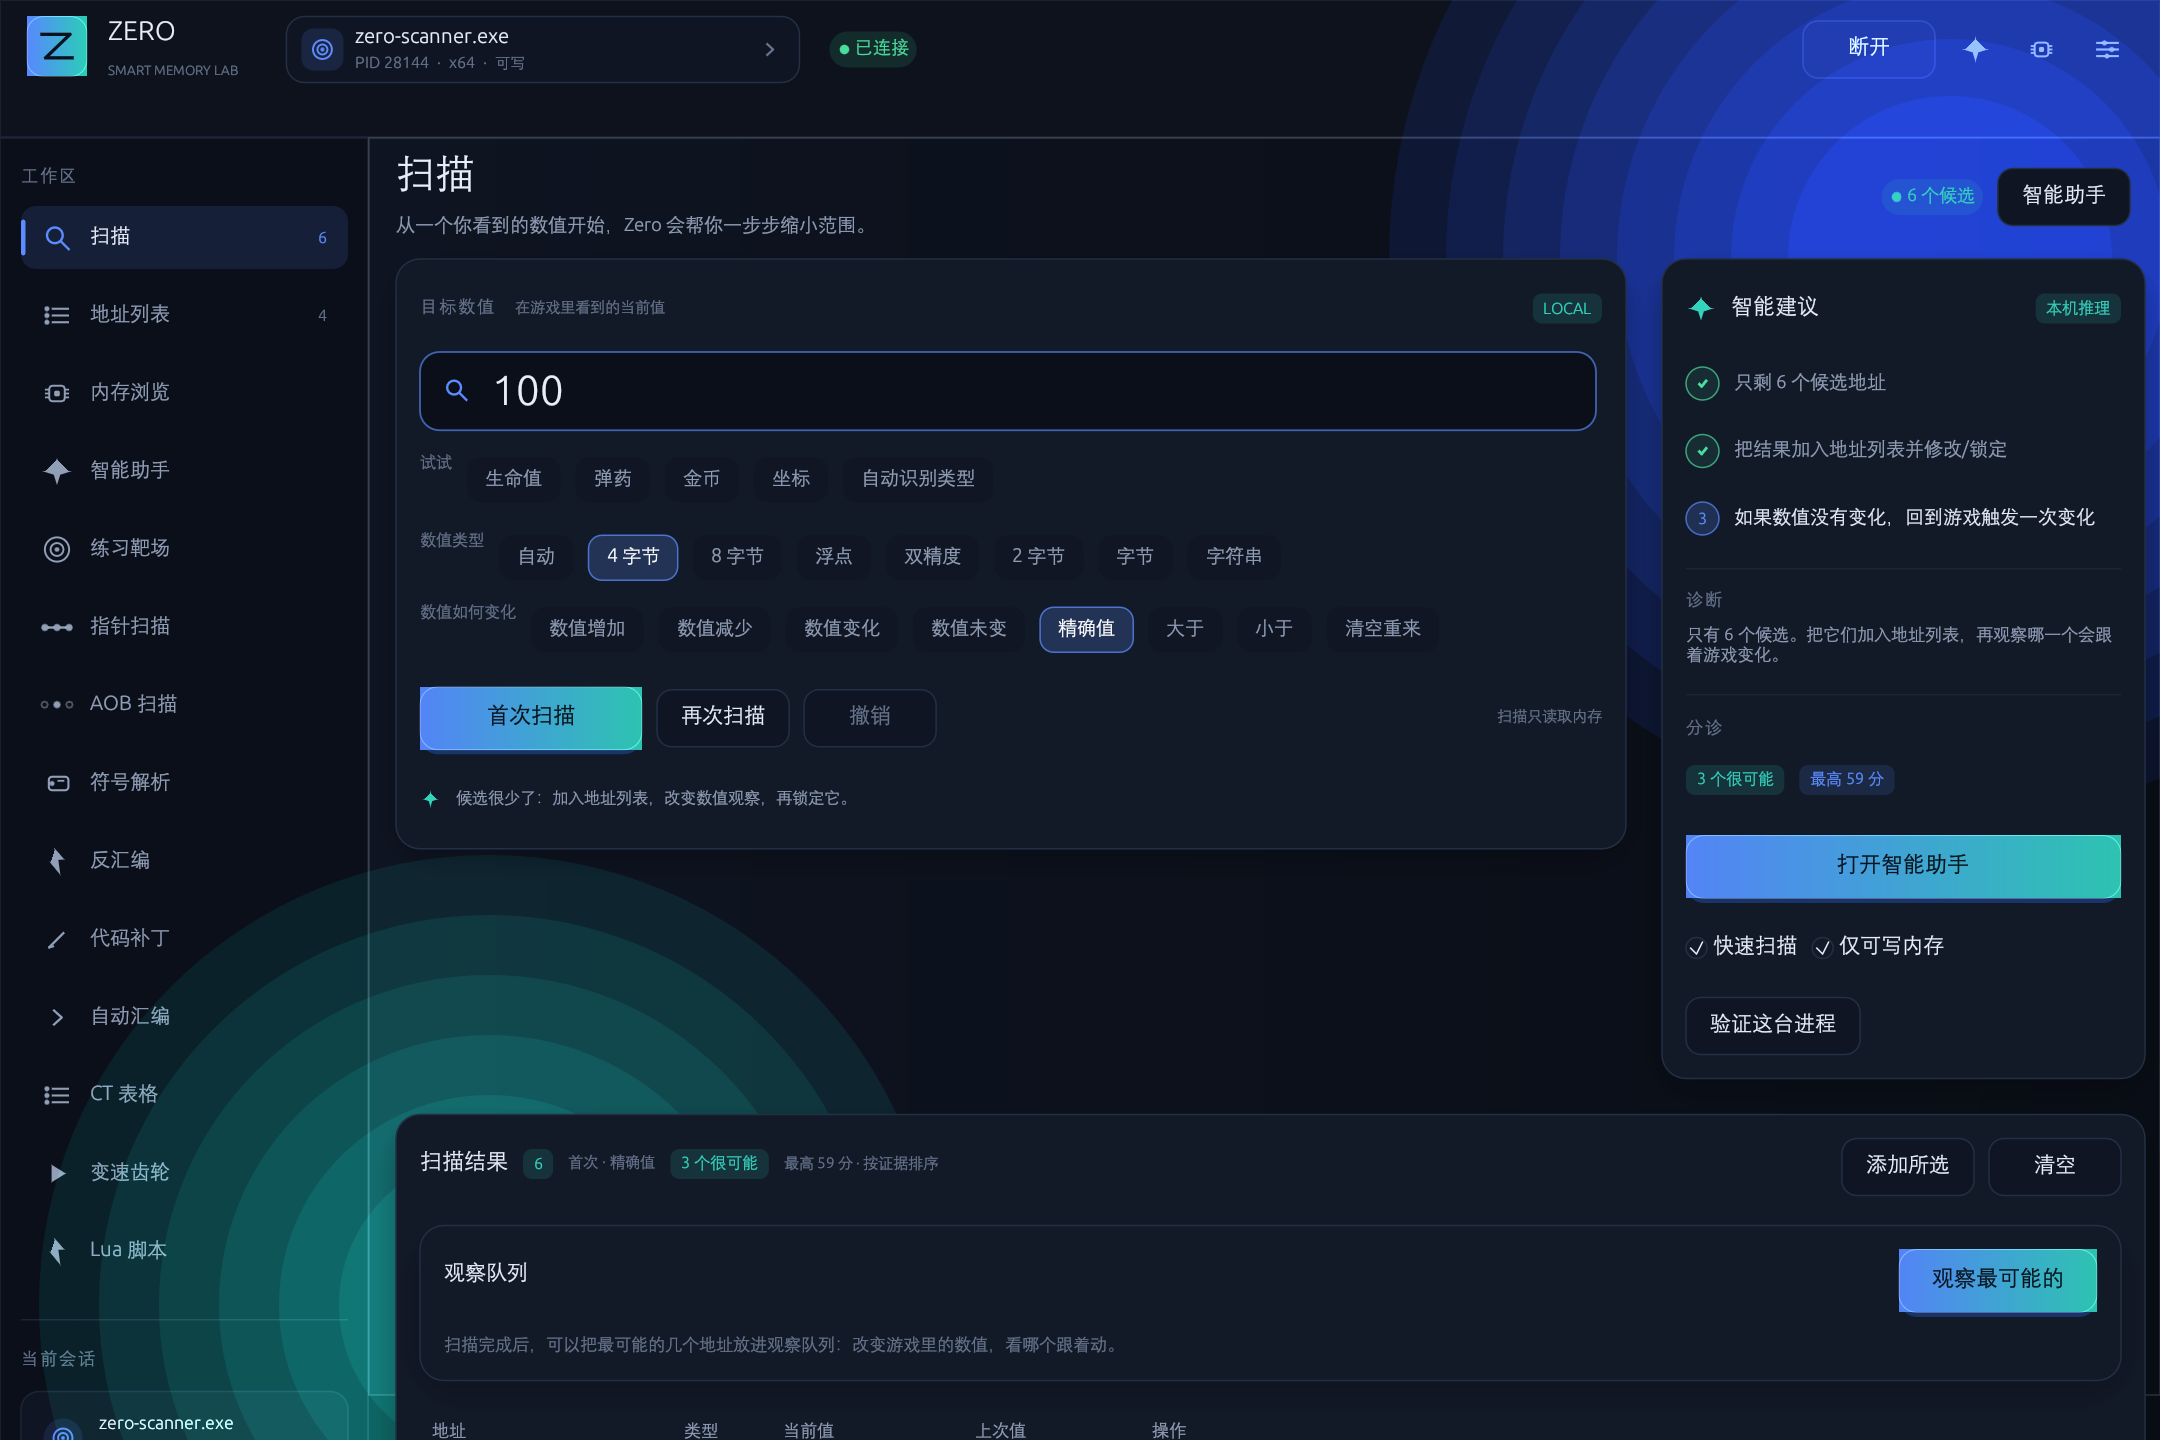 Z
ZERO
SMART MEMORY LAB
zero-scanner.exe
PID 28144 · x64 · 可写
已连接
断开
工作区
扫描 6
地址列表 4
内存浏览
智能助手
练习靶场
指针扫描
AOB 扫描
符号解析
反汇编
代码补丁
自动汇编
CT 表格
变速齿轮
Lua 脚本
当前会话
zero-scanner.exe
扫描
从一个你看到的数值开始，Zero 会帮你一步步缩小范围。
6 个候选
智能助手
目标数值 在游戏里看到的当前值 LOCAL
100
试试 生命值 弹药 金币 坐标 自动识别类型
数值类型 自动 4 字节 8 字节 浮点 双精度 2 字节 字节 字符串
数值如何变化 数值增加 数值减少 数值变化 数值未变 精确值 大于 小于 清空重来
首次扫描 再次扫描 撤销 扫描只读取内存
候选很少了：加入地址列表，改变数值观察，再锁定它。
智能建议 本机推理
只剩 6 个候选地址
把结果加入地址列表并修改/锁定
3 如果数值没有变化，回到游戏触发一次变化
诊断
只有 6 个候选。把它们加入地址列表，再观察哪一个会跟
着游戏变化。
分诊
3 个很可能 最高 59 分
打开智能助手
快速扫描 仅可写内存
验证这台进程
扫描结果 6 首次 · 精确值 3 个很可能 最高 59 分 · 按证据排序
添加所选 清空
观察队列
观察最可能的
扫描完成后，可以把最可能的几个地址放进观察队列：改变游戏里的数值，看哪个跟着动。
地址 类型 当前值 上次值 操作